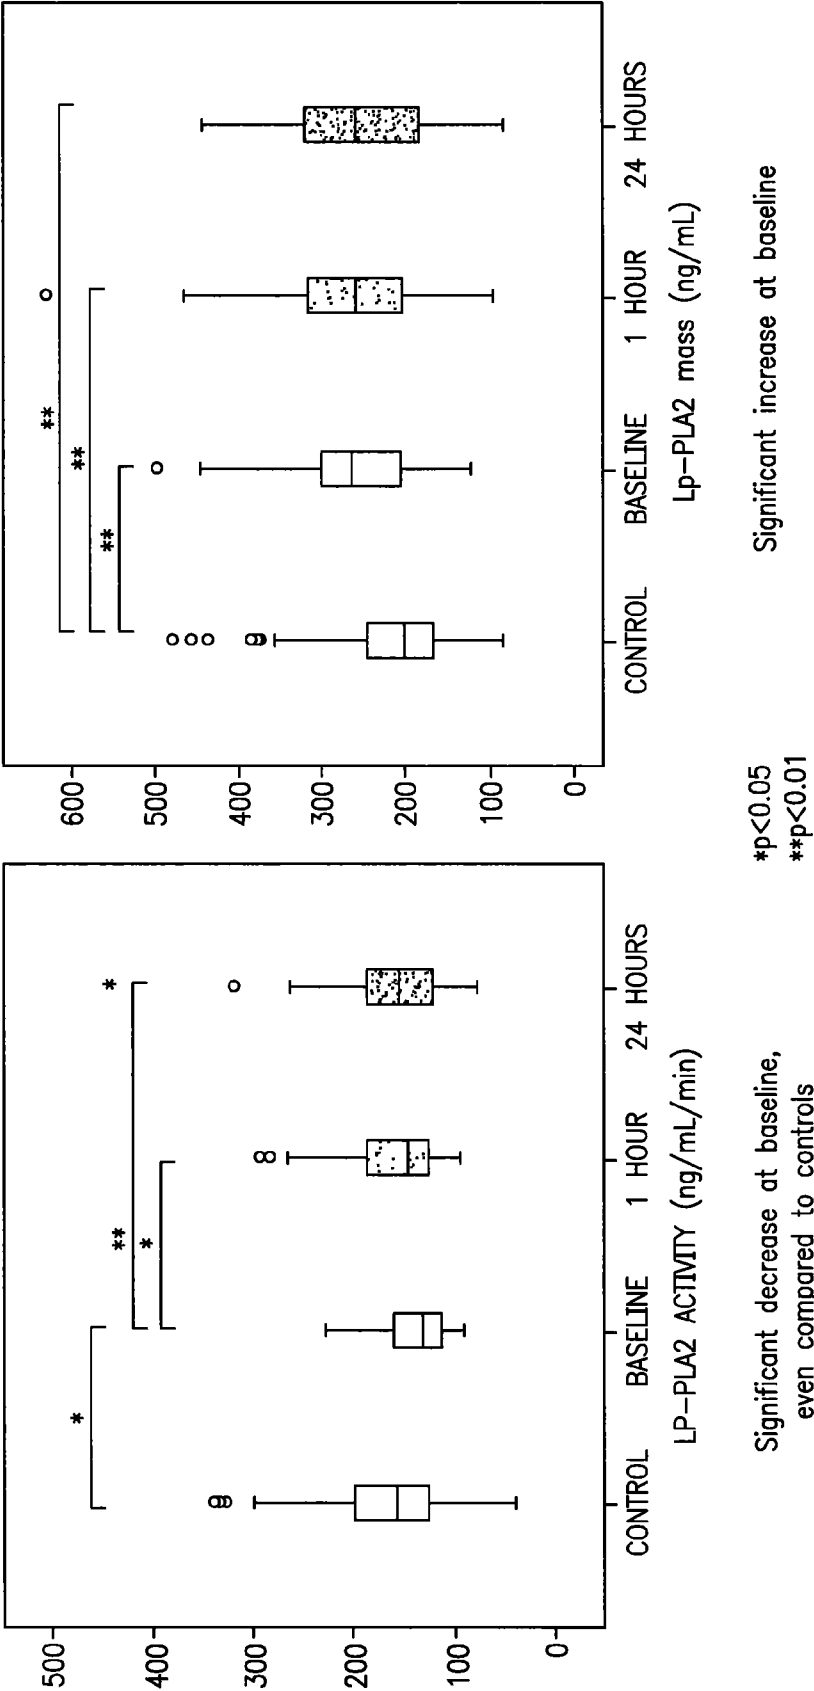 500
400
300
200
100
0
*
**
*
*
CONTROL BASELINE 1 HOUR 24 HOURS
LP-PLA2 ACTIVITY (ng/mL/min)
Significant decrease at baseline,
even compared to controls
600
500
400
300
200
100
0
**
**
**
CONTROL BASELINE 1 HOUR 24 HOURS
Lp-PLA2 mass (ng/mL)
Significant increase at baseline
*p<0.05
**p<0.01